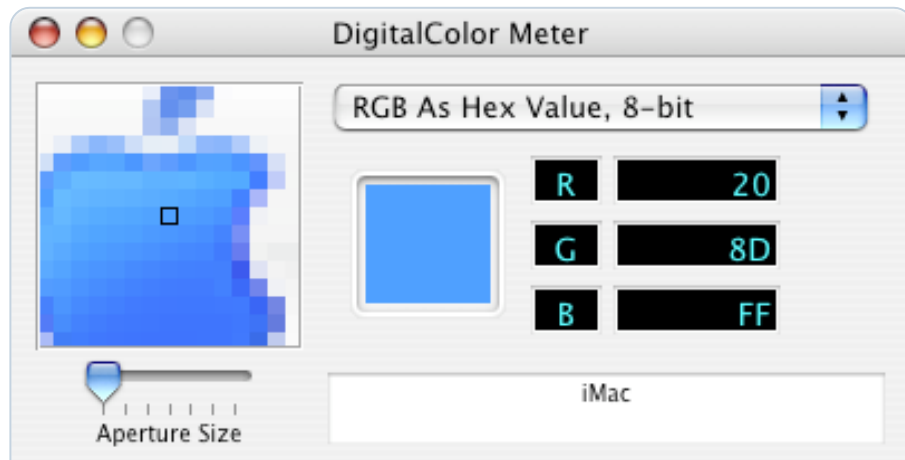 DigitalColor Meter
RGB As Hex Value, 8-bit
R 20
G 8D
B FF
Aperture Size
iMac